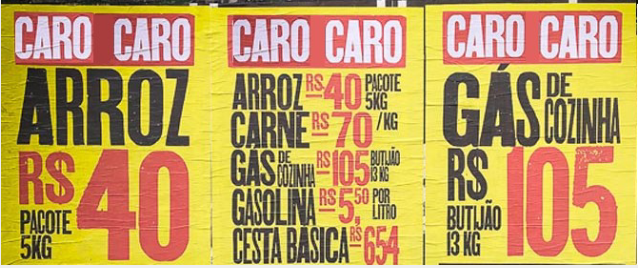 CARO CARO
ARROZ
R$ 40
PACOTE
5KG
CARO CARO
ARROZ R$ 40 PACOTE 5KG
CARNE R$ 70 /KG
GÁS DE COZINHA R$ 105 BUTIJÃO 13 KG
GASOLINA R$ 5,50 POR LITRO
CESTA BASICA R$ 654
CARO CARO
GÁS DE COZINHA
R$ 105
BUTIJÃO
13 KG